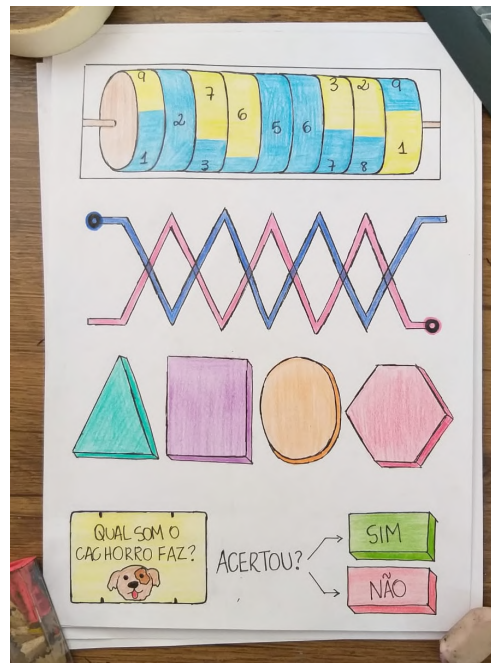 9 7 3 2 9
2 6 5 6
1 3 7 8 1
QUAL SOM O
CACHORRO FAZ?
ACERTOU?
SIM
NÃO